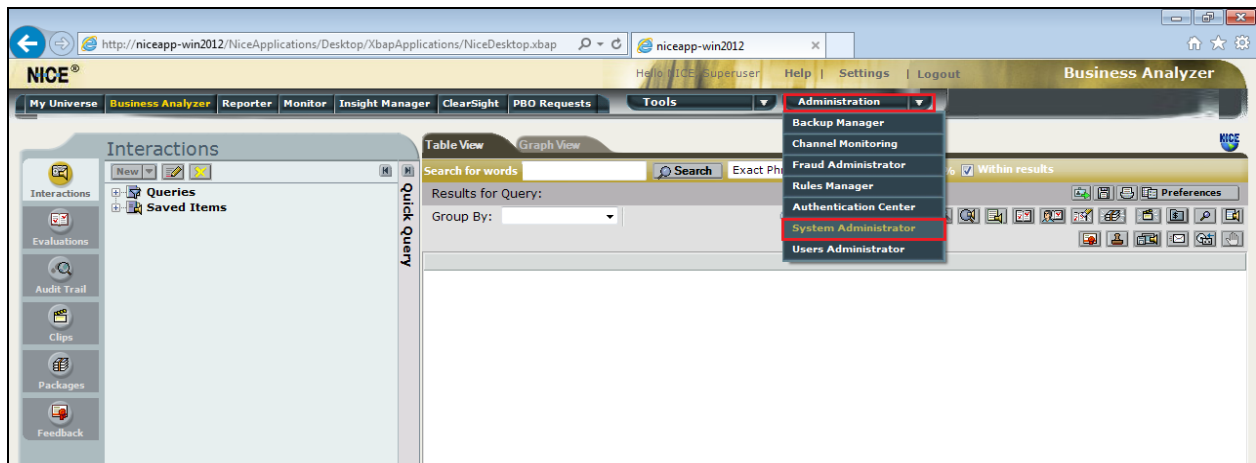 http://niceapp-win2012/NiceApplications/Desktop/XbapApplications/NiceDesktop.xbap
niceapp-win2012
NICE®
Hello NICE, Superuser Help | Settings | Logout
Business Analyzer
My Universe Business Analyzer Reporter Monitor Insight Manager ClearSight PBO Requests Tools Administration
Backup Manager
Channel Monitoring
Fraud Administrator
Rules Manager
Authentication Center
System Administrator
Users Administrator
NICE
Interactions
New
Queries
Saved Items
Quick Query
Table View Graph View
Search for words Search Exact % Within results
Results for Query: Preferences
Group By:
Interactions
Evaluations
Audit Trail
Clips
Packages
Feedback